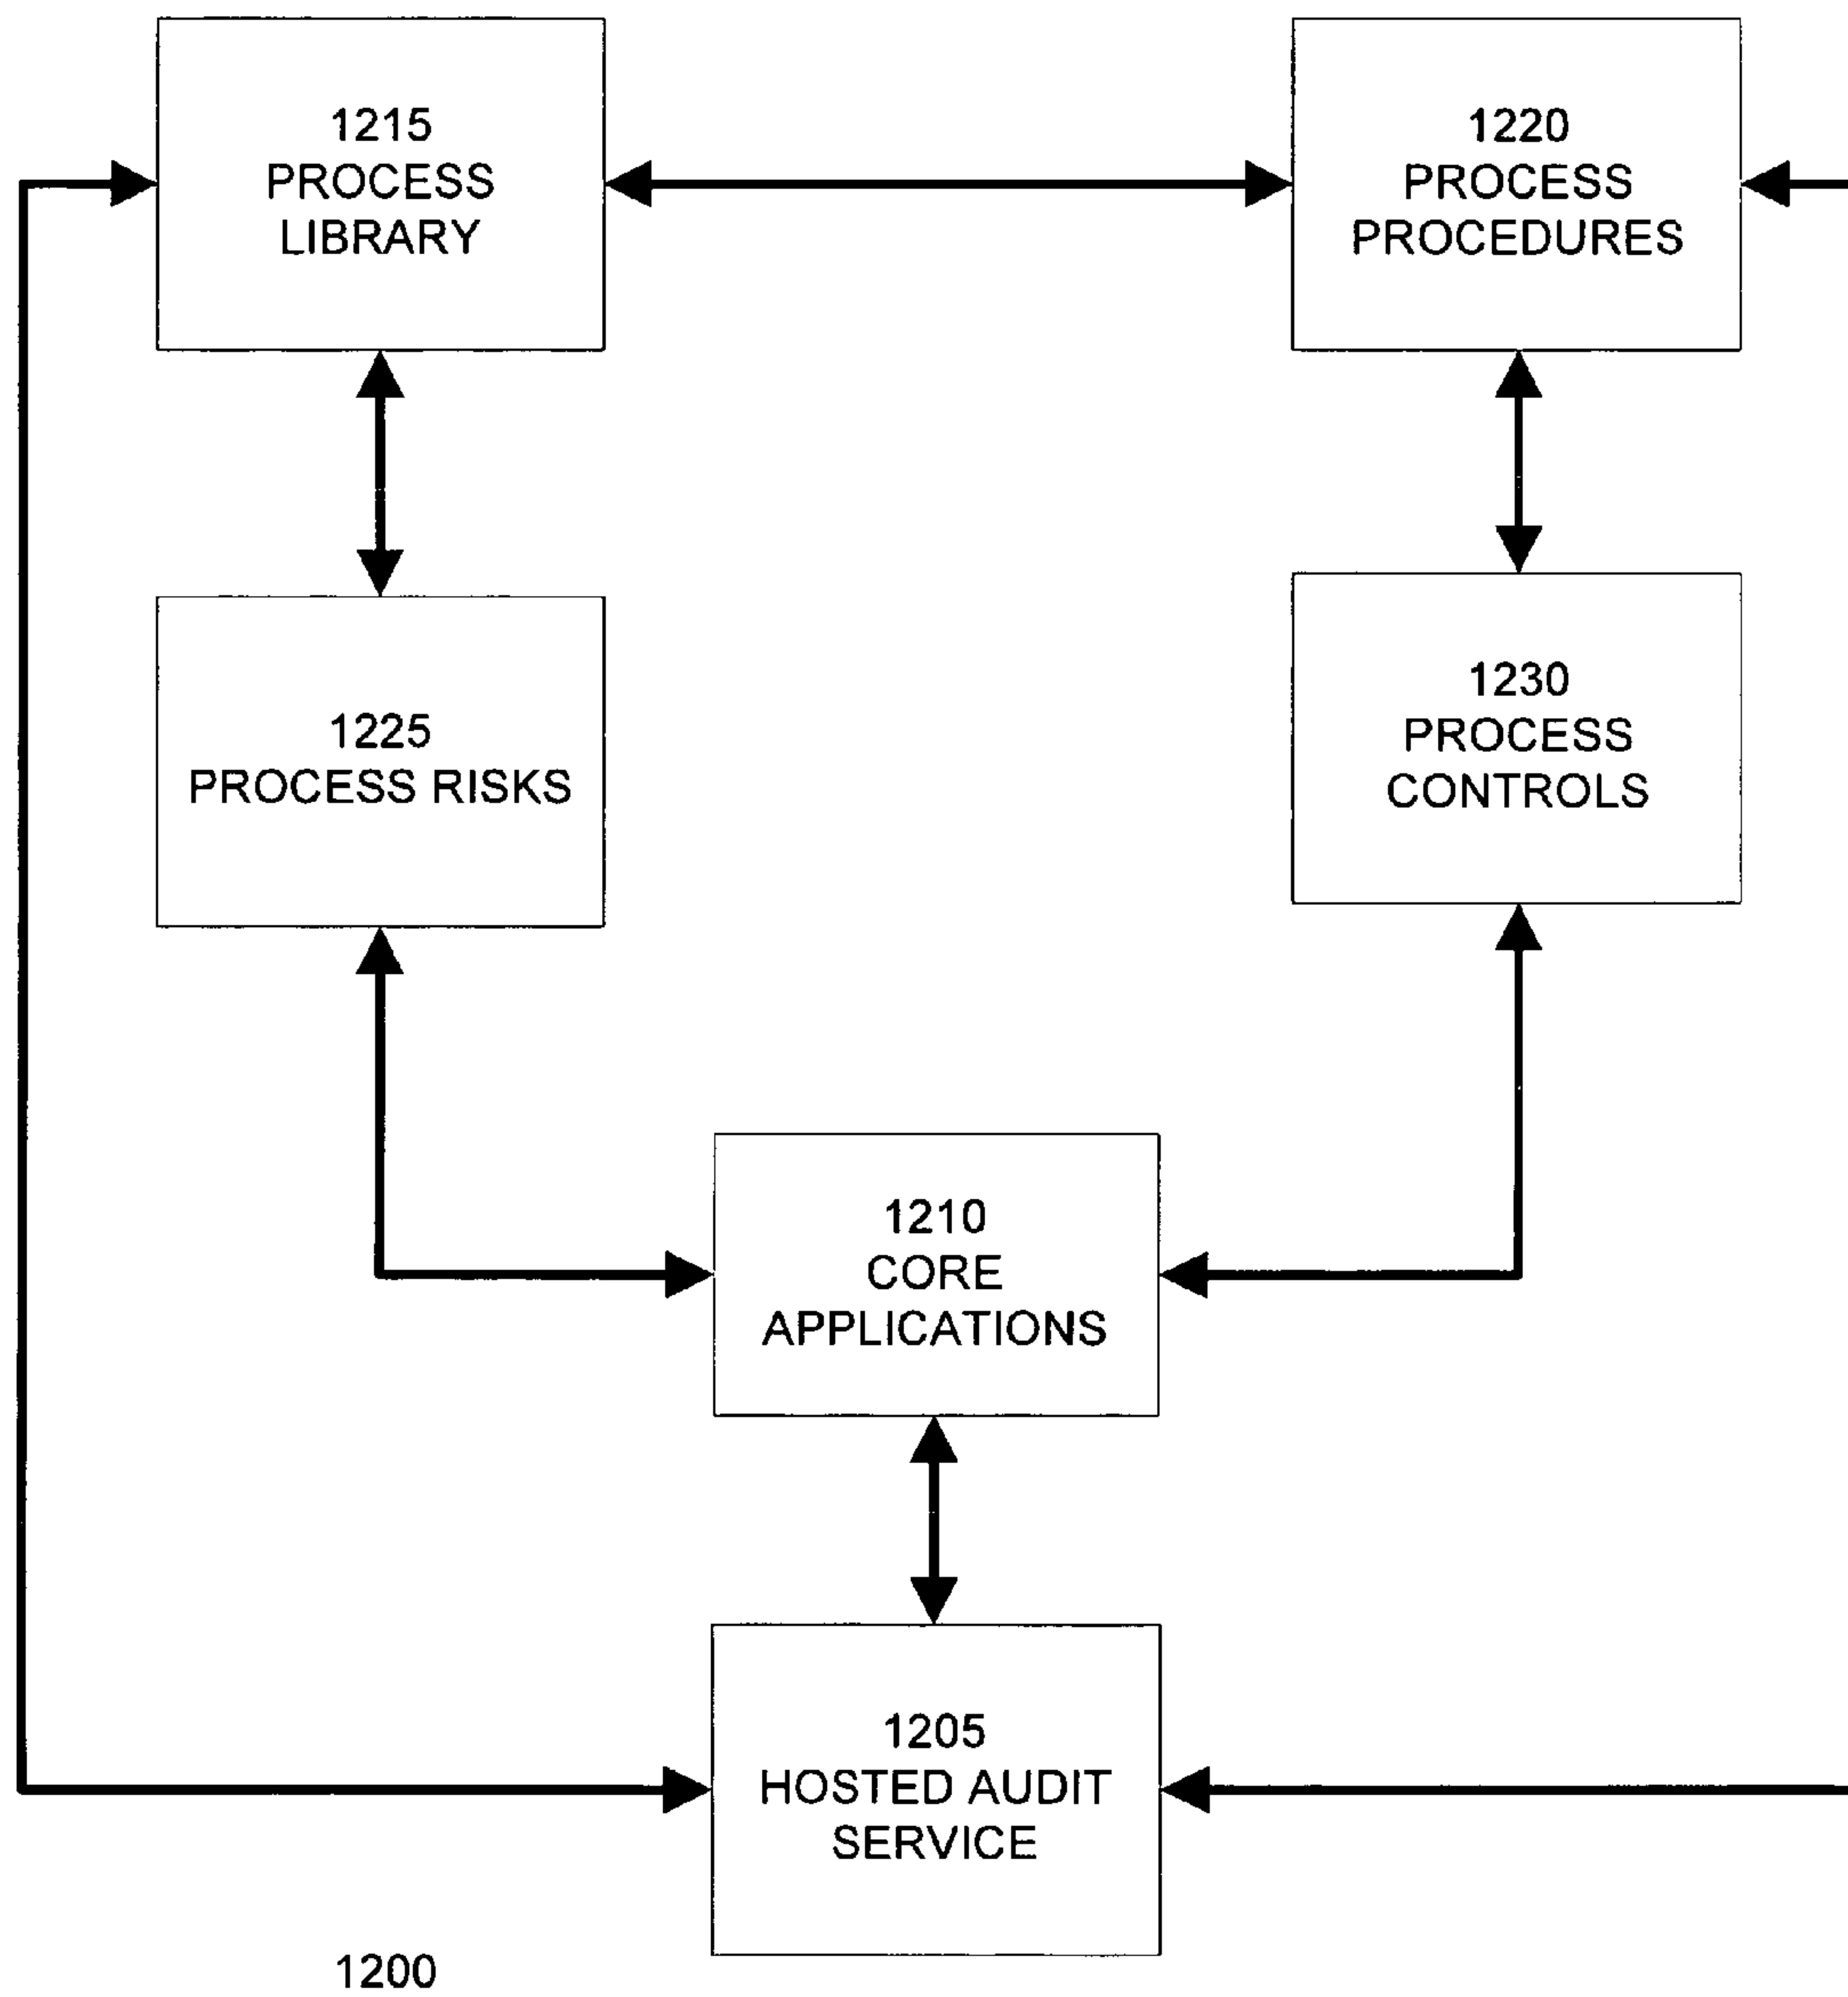 1215
PROCESS
LIBRARY
1220
PROCESS
PROCEDURES
1225
PROCESS RISKS
1230
PROCESS
CONTROLS
1210
CORE
APPLICATIONS
1205
HOSTED AUDIT
SERVICE
1200